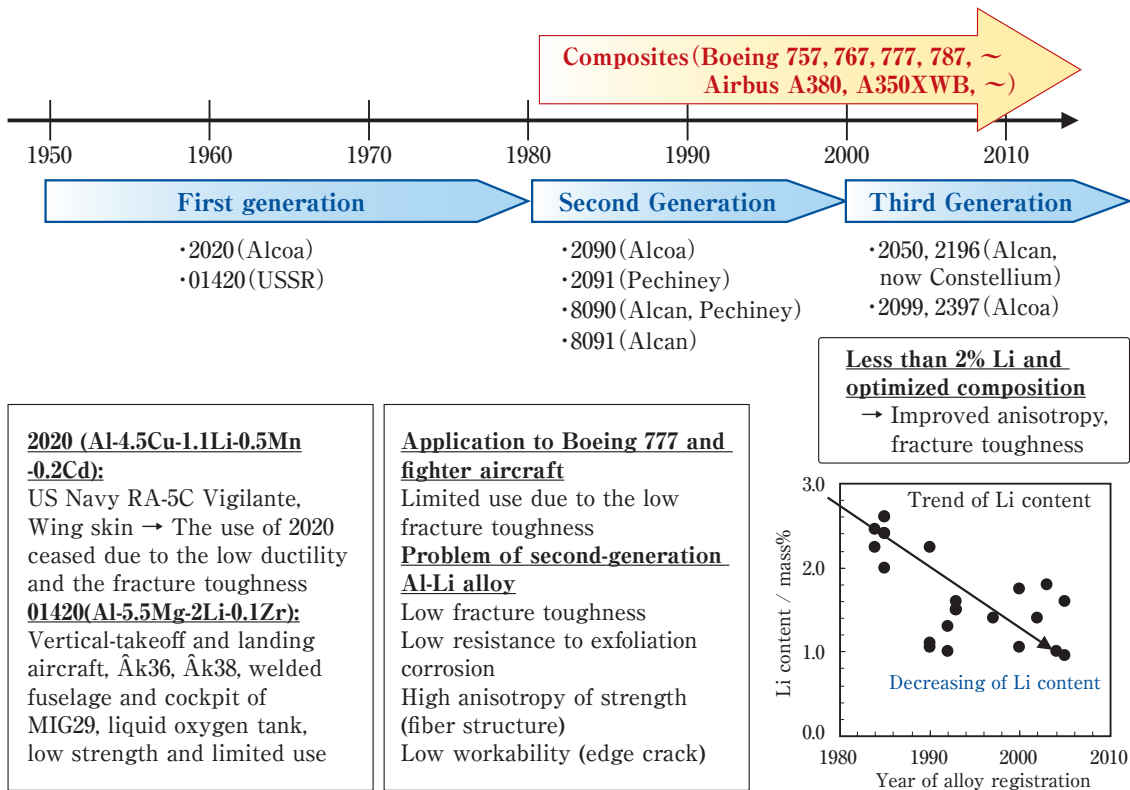 Composites(Boeing 757, 767, 777, 787, ~
Airbus A380, A350XWB, ~)
1950 1960 1970 1980 1990 2000 2010
First generation
Second Generation
Third Generation
・2020(Alcoa)
・01420(USSR)
・2090(Alcoa)
・2091(Pechiney)
・8090(Alcan, Pechiney)
・8091(Alcan)
・2050, 2196(Alcan,
now Constellium)
・2099, 2397(Alcoa)
Less than 2% Li and
optimized composition
→ Improved anisotropy,
fracture toughness
2020 (Al-4.5Cu-1.1Li-0.5Mn
-0.2Cd):
US Navy RA-5C Vigilante,
Wing skin → The use of 2020
ceased due to the low ductility
and the fracture toughness
01420(Al-5.5Mg-2Li-0.1Zr):
Vertical-takeoff and landing
aircraft, Âk36, Âk38, welded
fuselage and cockpit of
MIG29, liquid oxygen tank,
low strength and limited use
Application to Boeing 777 and
fighter aircraft
Limited use due to the low
fracture toughness
Problem of second-generation
Al-Li alloy
Low fracture toughness
Low resistance to exfoliation
corrosion
High anisotropy of strength
(fiber structure)
Low workability (edge crack)
Trend of Li content
Decreasing of Li content
Li content / mass%
3.0
2.0
1.0
0.0
1980 1990 2000 2010
Year of alloy registration